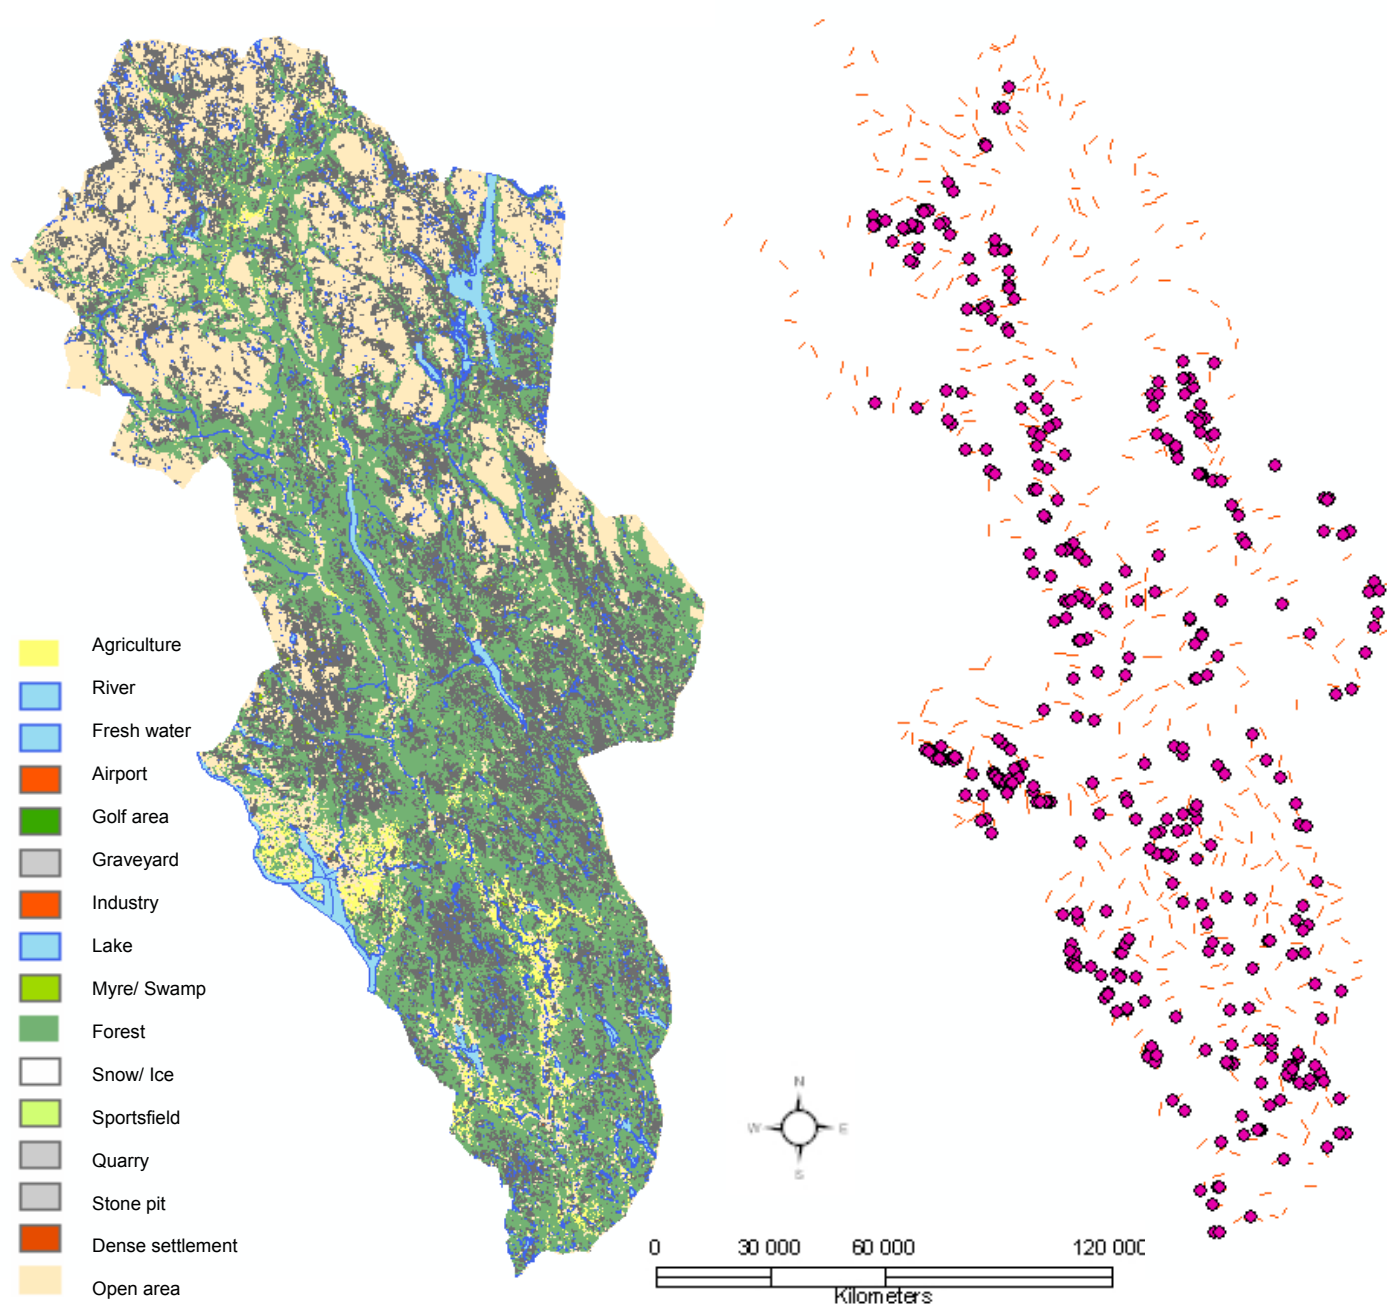 Agriculture
River
Fresh water
Airport
Golf area
Graveyard
Industry
Lake
Myre/ Swamp
Forest
Snow/ Ice
Sportsfield
Quarry
Stone pit
Dense settlement
Open area
N
W E
S
0 30 000 60 000 120 000
Kilometers